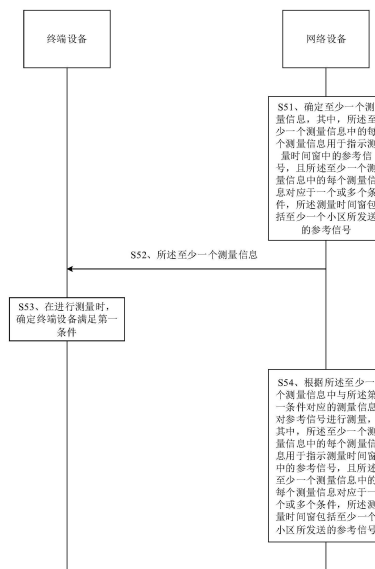 终端设备
网络设备
S51、确定至少一个测
量信息，其中，所述至
少一个测量信息中的每
个测量信息用于指示测
量时间窗中的参考信
号，且所述至少一个测
量信息中的每个测量信
息对应于一个或多个条
件，所述测量时间窗包
括至少一个小区所发送
的参考信号
S52、所述至少一个测量信息
S53、在进行测量时，
确定终端设备满足第一
条件
S54、根据所述至少一
个测量信息中与所述第
一条件对应的测量信息
对参考信号进行测量，
其中，所述至少一个测
量信息中的每个测量信
息用于指示测量时间窗
中的参考信号，且所述
至少一个测量信息中的
每个测量信息对应于一
个或多个条件，所述测
量时间窗包括至少一个
小区所发送的参考信号